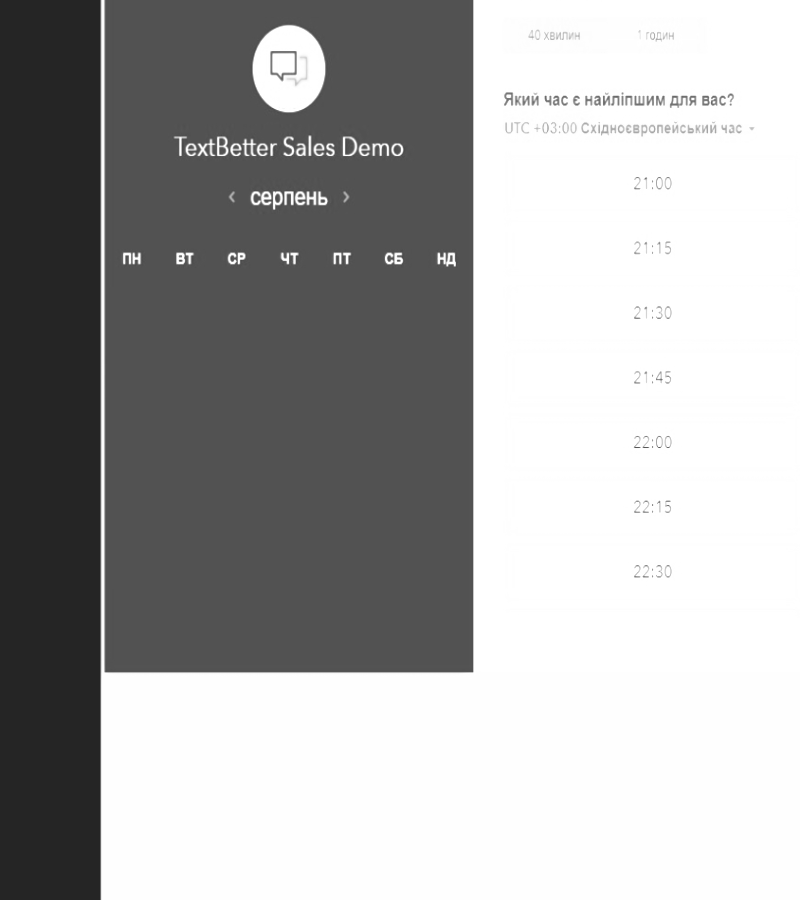 TextBetter Sales Demo
‹ серпень ›
ПН ВТ СР ЧТ ПТ СБ НД
40 хвилин 1 годин
Який час є найліпшим для вас?
UTC +03:00 Східноєвропейський час
21:00
21:15
21:30
21:45
22:00
22:15
22:30